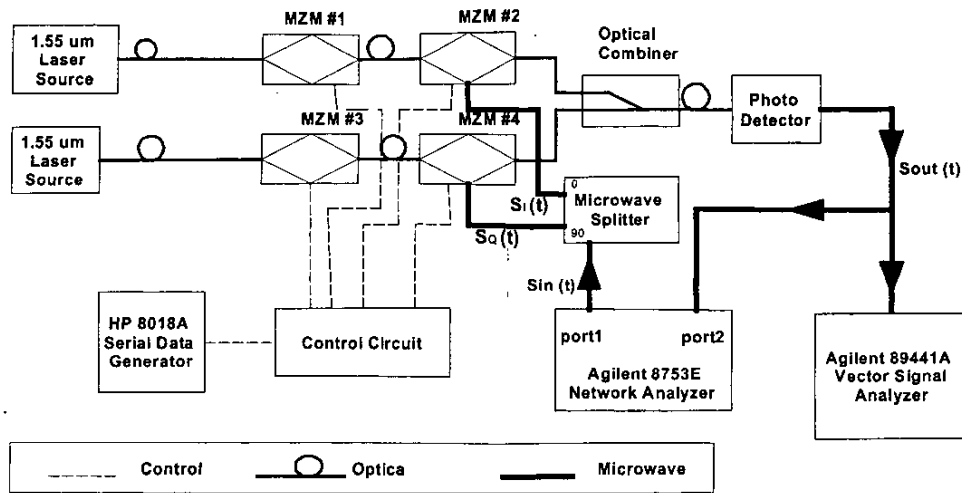 MZM #1
MZM #2
1.55 um
Laser
Source
Optical
Combiner
Photo
Detector
MZM #3
MZM #4
1.55 um
Laser
Source
Sout (t)
SI(t)
0
Microwave
Splitter
90
SQ(t)
Sin (t)
HP 8018A
Serial Data
Generator
Control Circuit
port1
port2
Agilent 8753E
Network Analyzer
Agilent 89441A
Vector Signal
Analyzer
Control
Optica
Microwave